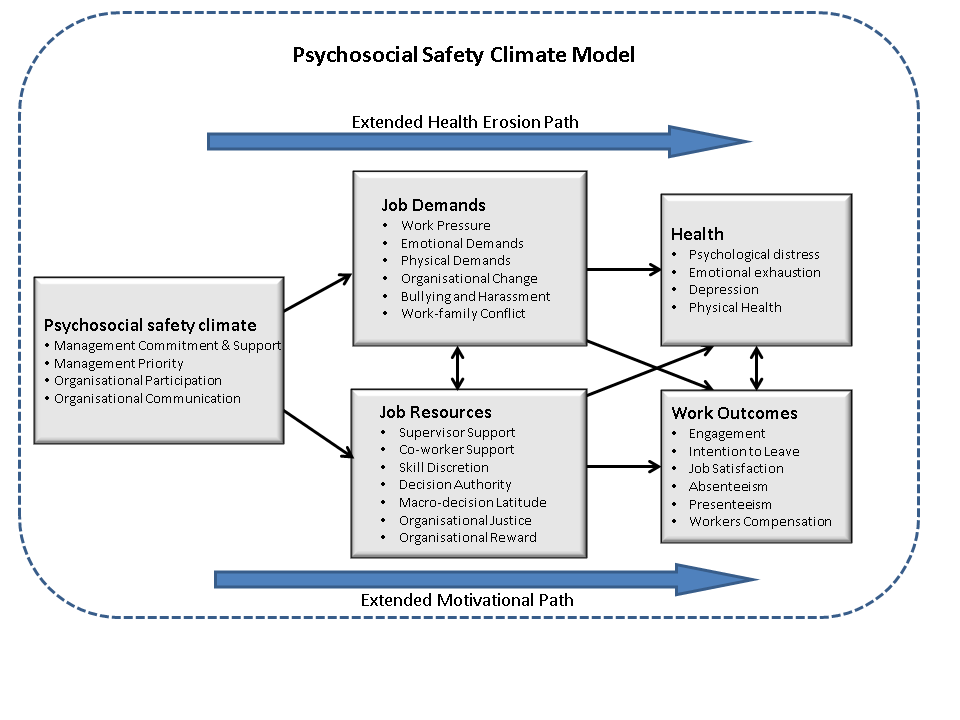 Psychosocial Safety Climate Model
Extended Health Erosion Path
Psychosocial safety climate
• Management Commitment & Support
• Management Priority
• Organisational Participation
• Organisational Communication
Job Demands
• Work Pressure
• Emotional Demands
• Physical Demands
• Organisational Change
• Bullying and Harassment
• Work-family Conflict
Job Resources
• Supervisor Support
• Co-worker Support
• Skill Discretion
• Decision Authority
• Macro-decision Latitude
• Organisational Justice
• Organisational Reward
Health
• Psychological distress
• Emotional exhaustion
• Depression
• Physical Health
Work Outcomes
• Engagement
• Intention to Leave
• Job Satisfaction
• Absenteeism
• Presenteeism
• Workers Compensation
Extended Motivational Path